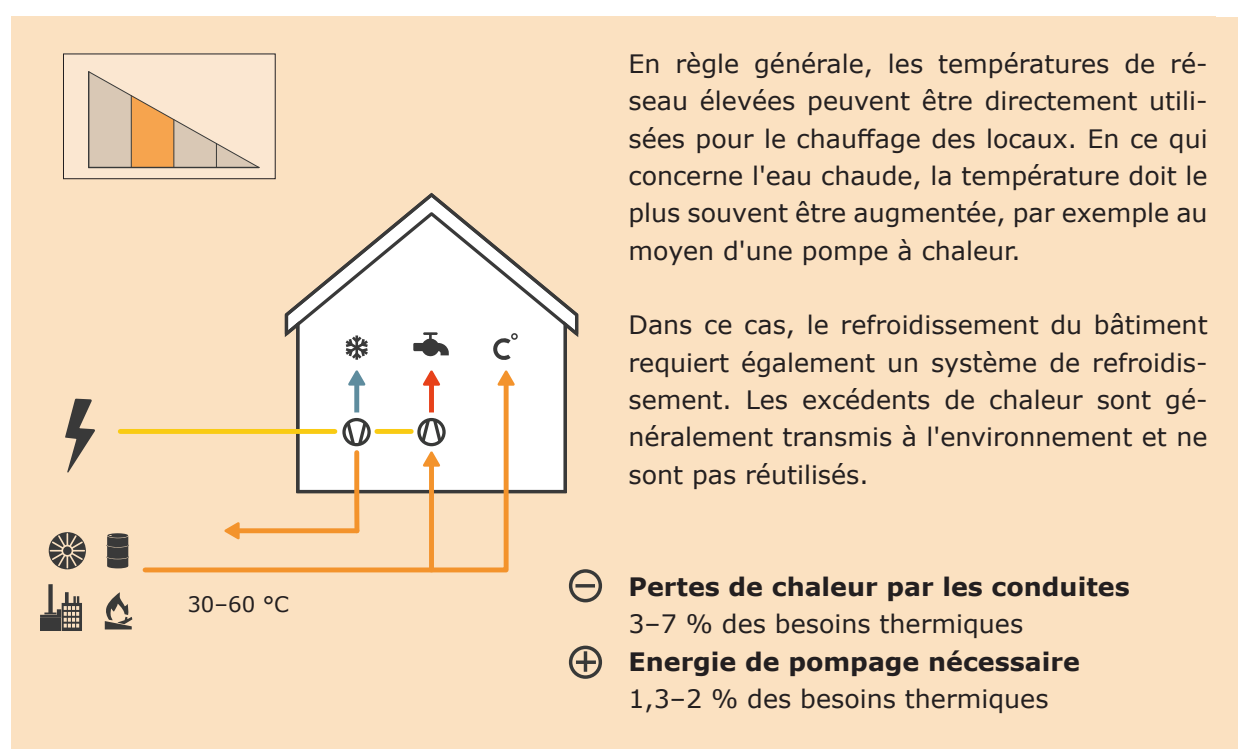 En règle générale, les températures de ré-
seau élevées peuvent être directement utili-
sées pour le chauffage des locaux. En ce qui
concerne l'eau chaude, la température doit le
plus souvent être augmentée, par exemple au
moyen d'une pompe à chaleur.
Dans ce cas, le refroidissement du bâtiment
requiert également un système de refroidis-
sement. Les excédents de chaleur sont gé-
néralement transmis à l'environnement et ne
sont pas réutilisés.
C°
30–60 °C
Pertes de chaleur par les conduites
3–7 % des besoins thermiques
Energie de pompage nécessaire
1,3–2 % des besoins thermiques